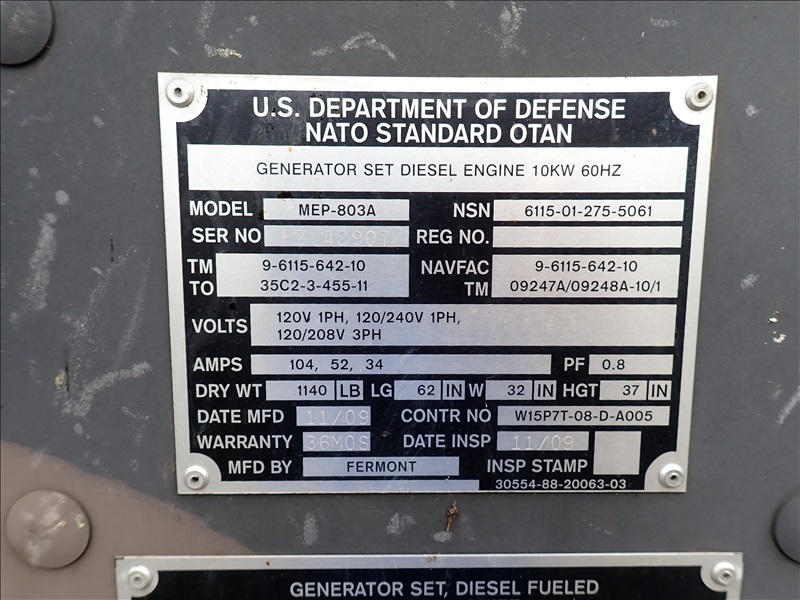 U.S. DEPARTMENT OF DEFENSE
NATO STANDARD OTAN
GENERATOR SET DIESEL ENGINE 10KW 60HZ
MODEL MEP-803A NSN 6115-01-275-5061
SER NO REG NO.
TM 9-6115-642-10 NAVFAC 9-6115-642-10
TO 35C2-3-455-11 TM 09247A/09248A-10/1
VOLTS 120V 1PH, 120/240V 1PH,
120/208V 3PH
AMPS 104, 52, 34 PF 0.8
DRY WT 1140 LB LG 62 IN W 32 IN HGT 37 IN
DATE MFD 11/09 CONTR NO W15P7T-08-D-A005
WARRANTY 36MOS DATE INSP 11/09
MFD BY FERMONT INSP STAMP
30554-88-20063-03
GENERATOR SET, DIESEL FUELED